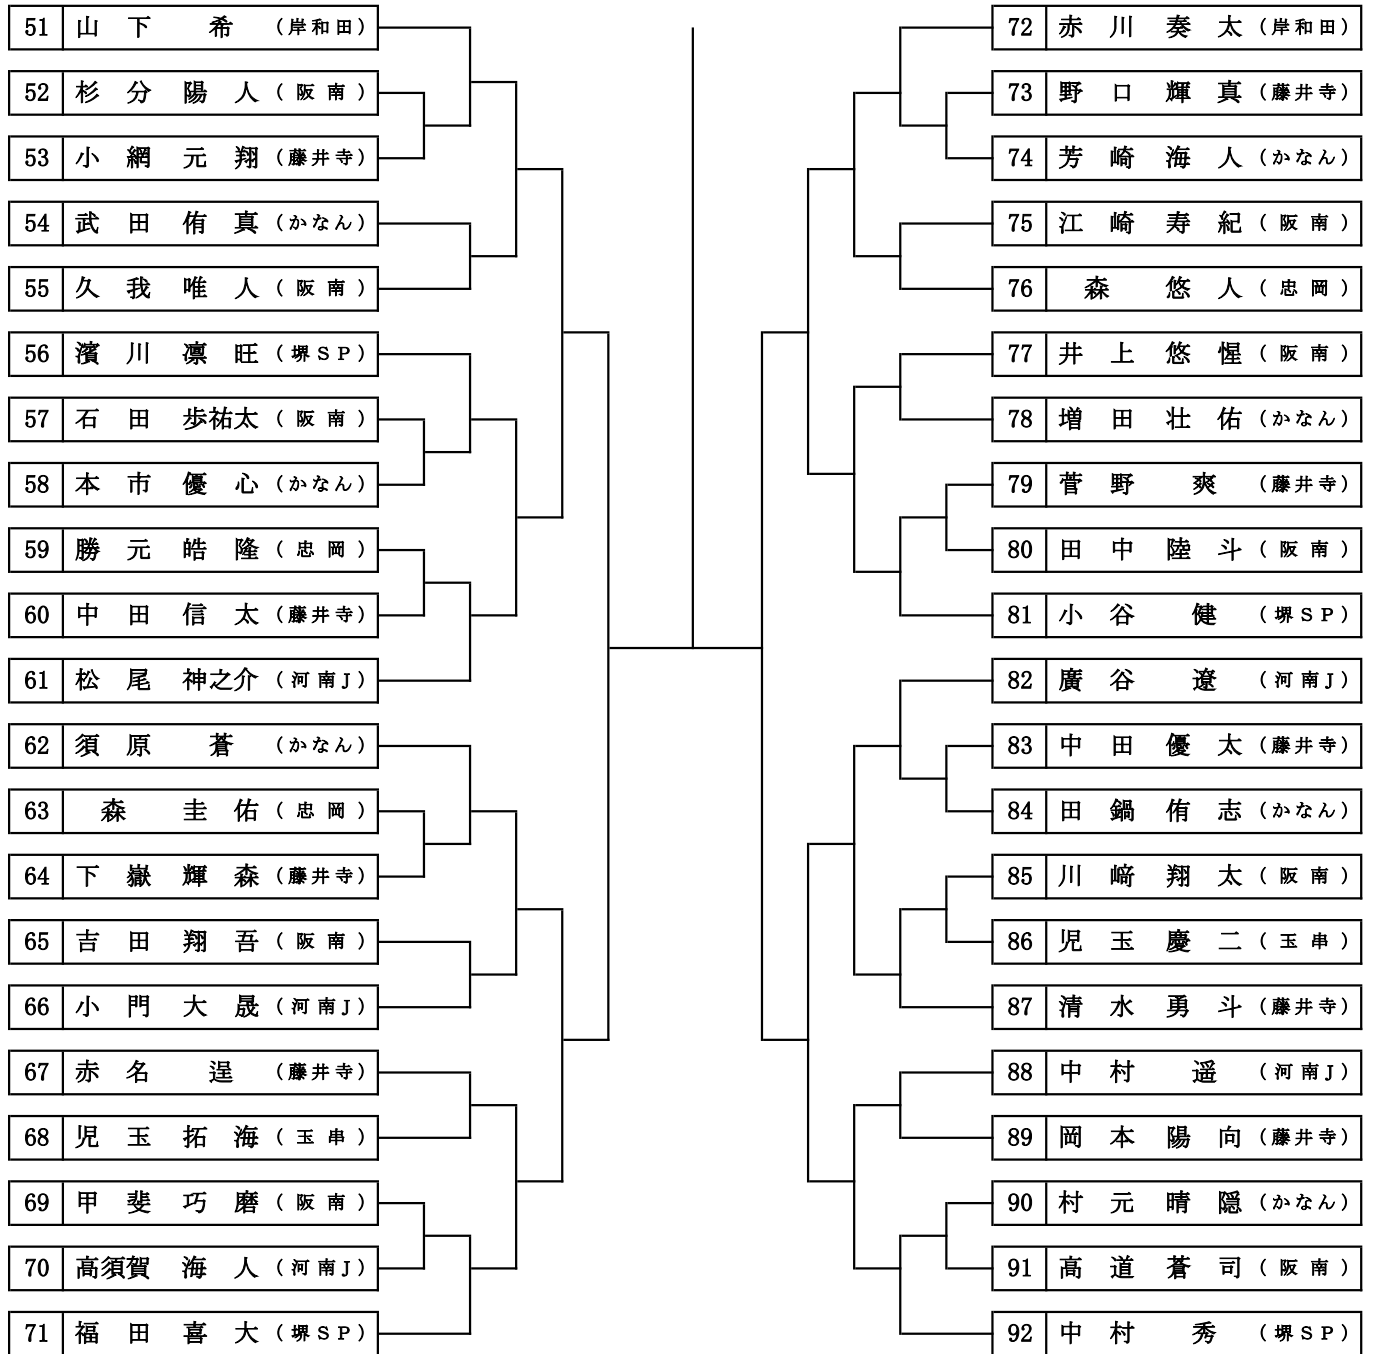 51 山下 希 (岸和田)
52 杉分 陽人 (阪南)
53 小網 元翔 (藤井寺)
54 武田 侑真 (かなん)
55 久我 唯人 (阪南)
56 濱川 凛旺 (堺SP)
57 石田 歩祐太 (阪南)
58 本市 優心 (かなん)
59 勝元 皓隆 (忠岡)
60 中田 信太 (藤井寺)
61 松尾 神之介 (河南J)
62 須原 蒼 (かなん)
63 森 圭佑 (忠岡)
64 下嶽 輝森 (藤井寺)
65 吉田 翔吾 (阪南)
66 小門 大晟 (河南J)
67 赤名 逞 (藤井寺)
68 児玉 拓海 (玉串)
69 甲斐 巧磨 (阪南)
70 高須賀 海人 (河南J)
71 福田 喜大 (堺SP)
72 赤川 奏太 (岸和田)
73 野口 輝真 (藤井寺)
74 芳崎 海人 (かなん)
75 江崎 寿紀 (阪南)
76 森 悠人 (忠岡)
77 井上 悠惺 (阪南)
78 増田 壮佑 (かなん)
79 菅野 爽 (藤井寺)
80 田中 陸斗 (阪南)
81 小谷 健 (堺SP)
82 廣谷 遼 (河南J)
83 中田 優太 (藤井寺)
84 田鍋 侑志 (かなん)
85 川﨑 翔太 (阪南)
86 児玉 慶二 (玉串)
87 清水 勇斗 (藤井寺)
88 中村 遥 (河南J)
89 岡本 陽向 (藤井寺)
90 村元 晴隠 (かなん)
91 高道 蒼司 (阪南)
92 中村 秀 (堺SP)